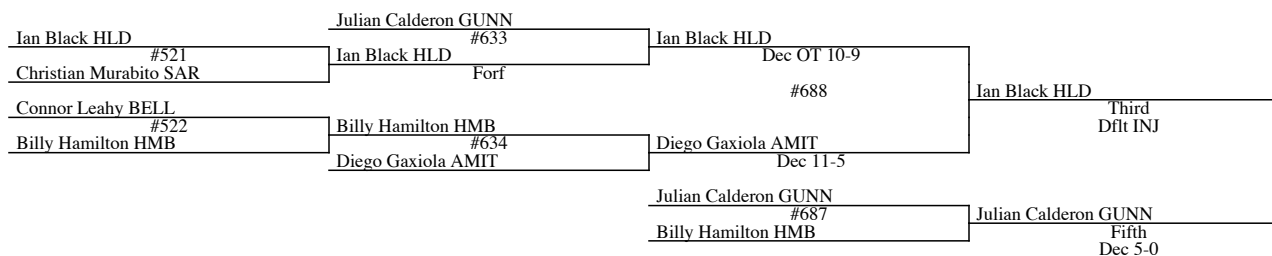 Julian Calderon GUNN
Ian Black HLD
#633
Ian Black HLD
#521
Ian Black HLD
Dec OT 10-9
Christian Murabito SAR
Forf
#688
Ian Black HLD
Connor Leahy BELL
Third
#522
Billy Hamilton HMB
Dflt INJ
Billy Hamilton HMB
#634
Diego Gaxiola AMIT
Diego Gaxiola AMIT
Dec 11-5
Julian Calderon GUNN
#687
Julian Calderon GUNN
Billy Hamilton HMB
Fifth
Dec 5-0